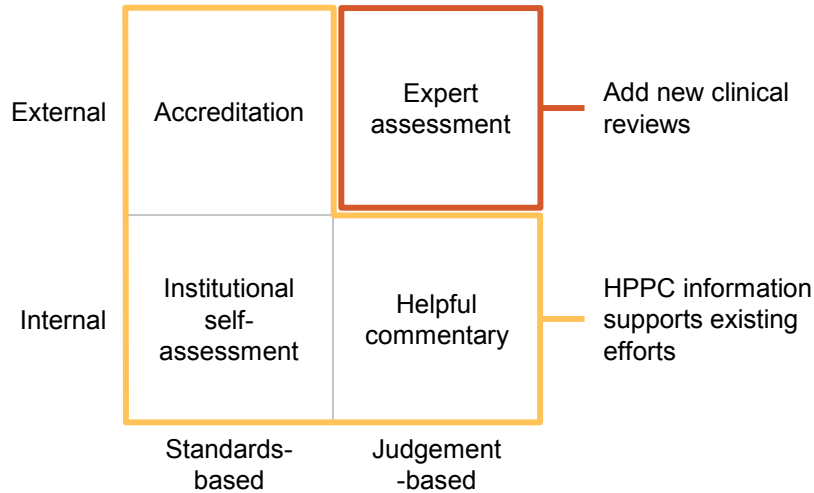 External
Accreditation
Expert
assessment
Add new clinical
reviews
Internal
Institutional
self-
assessment
Helpful
commentary
HPPC information
supports existing
efforts
Standards-
based
Judgement
-based